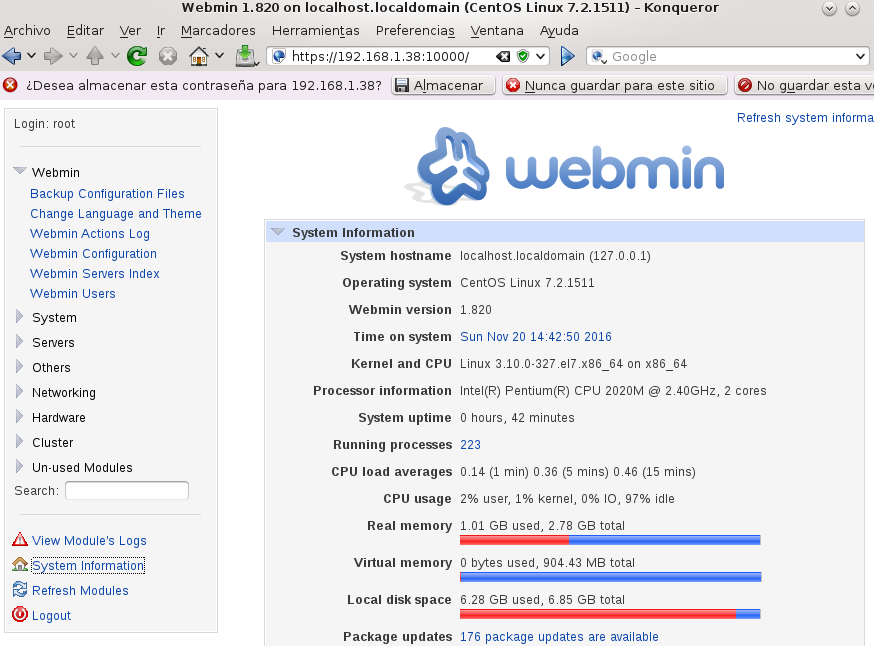 Webmin 1.820 on localhost.localdomain (CentOS Linux 7.2.1511) – Konqueror
Archivo Editar Ver Ir Marcadores Herramientas Preferencias Ventana Ayuda
https://192.168.1.38:10000/ Google
¿Desea almacenar esta contraseña para 192.168.1.38? Almacenar Nunca guardar para este sitio No guardar esta v
Login: root
Webmin
Backup Configuration Files
Change Language and Theme
Webmin Actions Log
Webmin Configuration
Webmin Servers Index
Webmin Users
System
Servers
Others
Networking
Hardware
Cluster
Un-used Modules
Search:
View Module's Logs
System Information
Refresh Modules
Logout
Refresh system informa
webmin
System Information
System hostname localhost.localdomain (127.0.0.1)
Operating system CentOS Linux 7.2.1511
Webmin version 1.820
Time on system Sun Nov 20 14:42:50 2016
Kernel and CPU Linux 3.10.0-327.el7.x86_64 on x86_64
Processor information Intel(R) Pentium(R) CPU 2020M @ 2.40GHz, 2 cores
System uptime 0 hours, 42 minutes
Running processes 223
CPU load averages 0.14 (1 min) 0.36 (5 mins) 0.46 (15 mins)
CPU usage 2% user, 1% kernel, 0% IO, 97% idle
Real memory 1.01 GB used, 2.78 GB total
Virtual memory 0 bytes used, 904.43 MB total
Local disk space 6.28 GB used, 6.85 GB total
Package updates 176 package updates are available